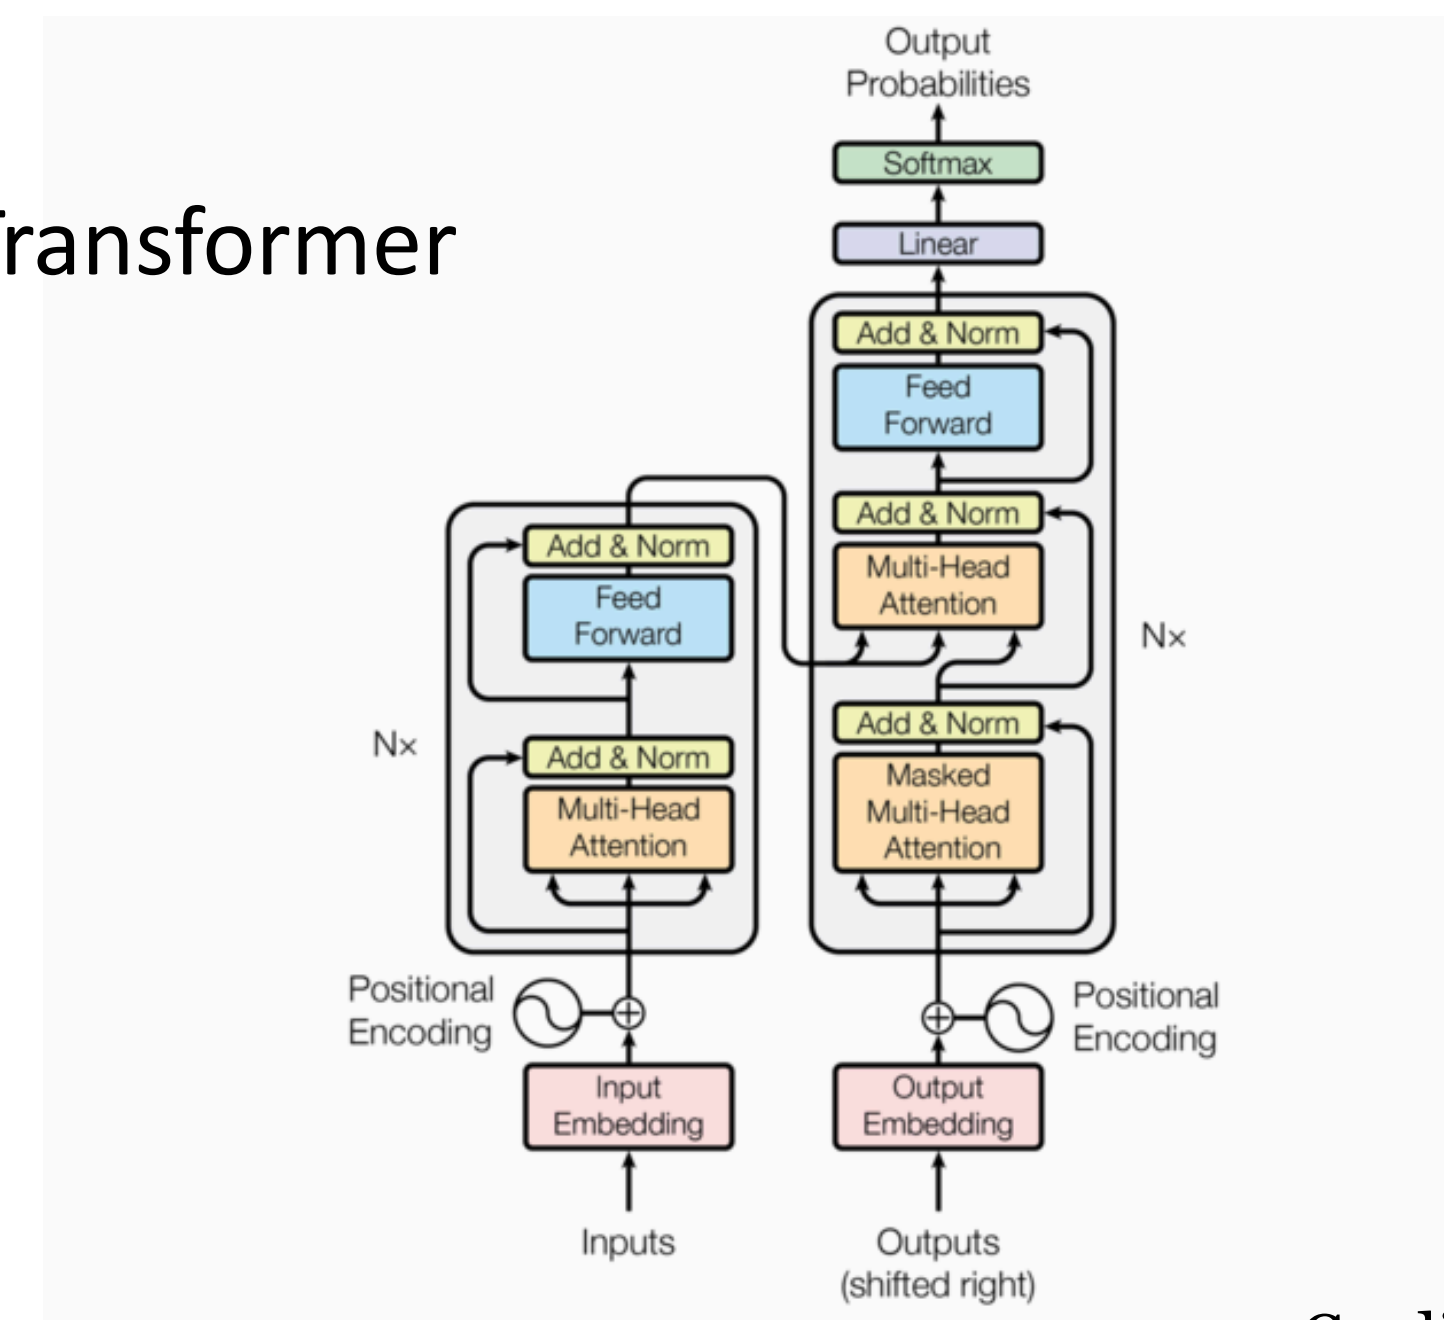 Transformer
Output
Probabilities
Softmax
Linear
Add & Norm
Feed
Forward
Add & Norm
Multi-Head
Attention
Nx
Add & Norm
Masked
Multi-Head
Attention
Add & Norm
Feed
Forward
Nx
Add & Norm
Multi-Head
Attention
Positional
Encoding
Positional
Encoding
Input
Embedding
Output
Embedding
Inputs
Outputs
(shifted right)